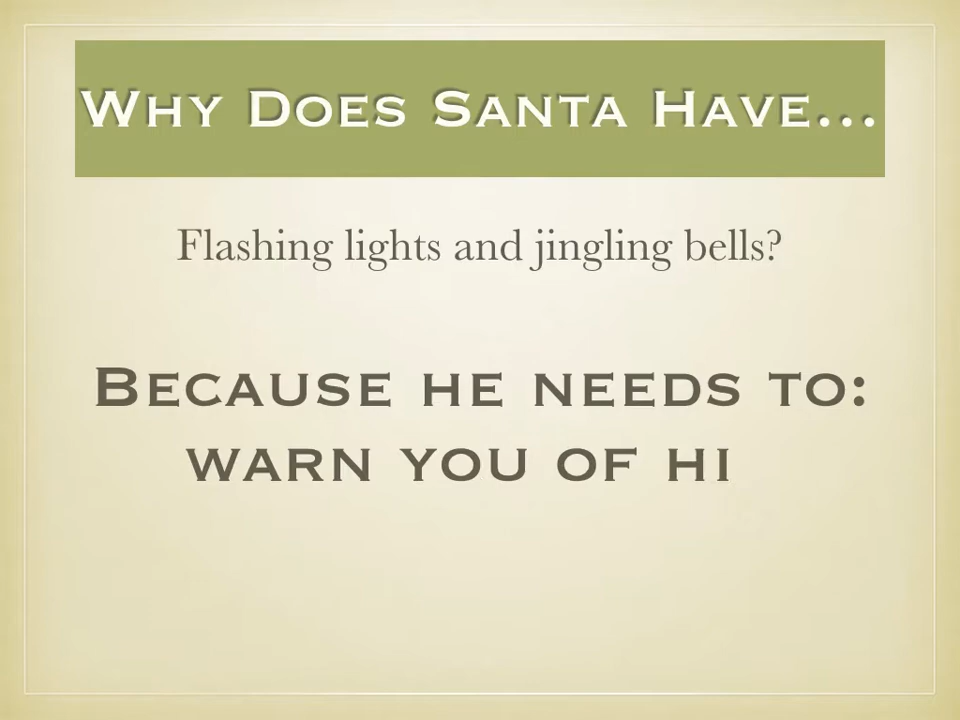 Why Does Santa Have...
Flashing lights and jingling bells?
Because he needs to:
warn you of hi